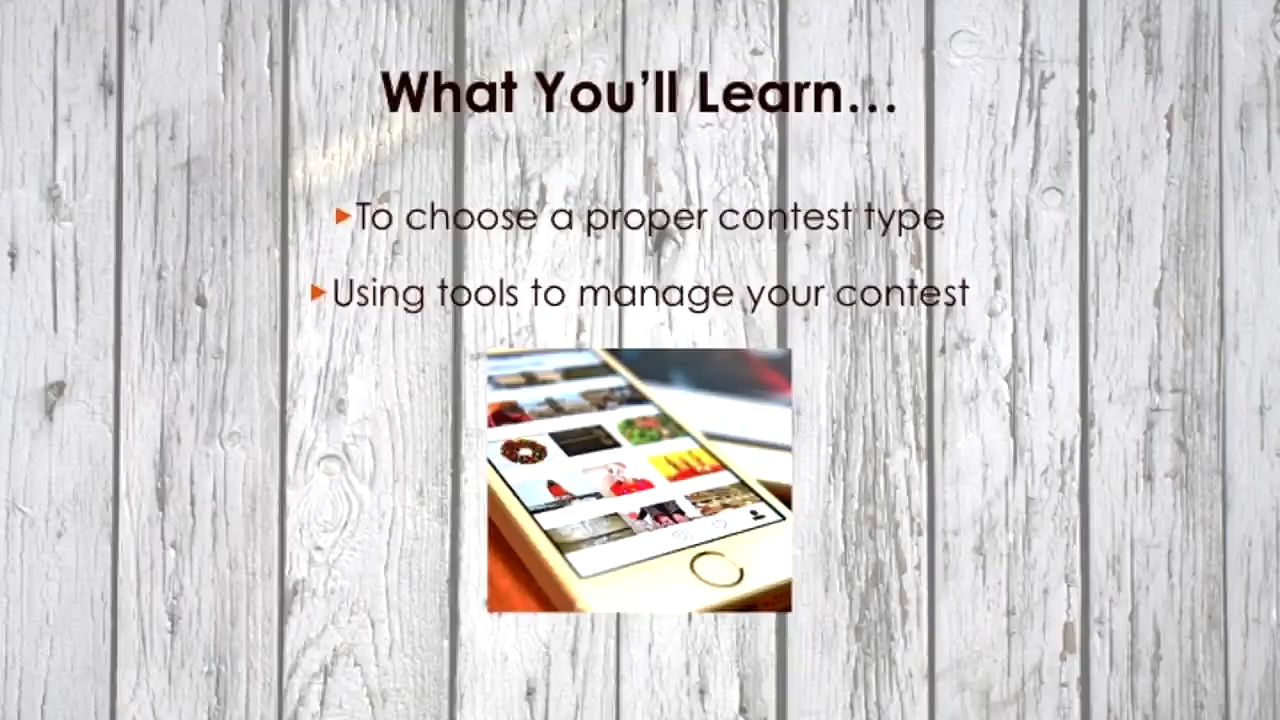 What You’ll Learn…
To choose a proper contest type
Using tools to manage your contest